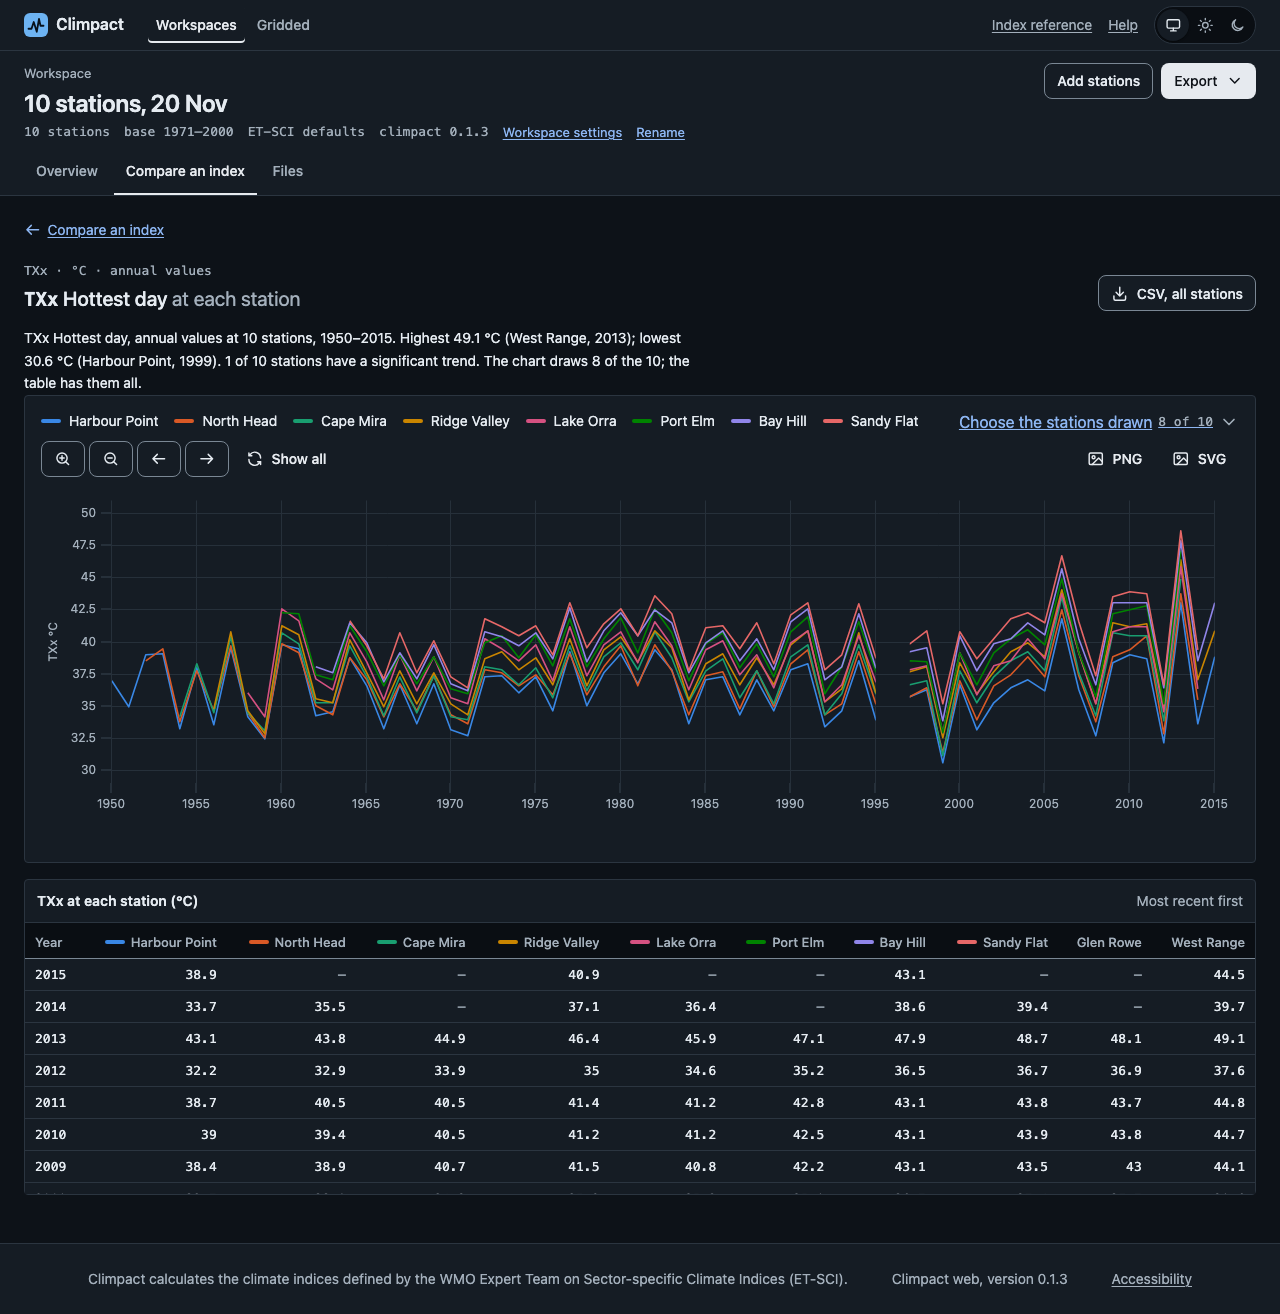 Climpact
Workspaces
Gridded
Index reference
Help
Workspace
10 stations, 20 Nov
Add stations
Export
10 stations base 1971–2000 ET-SCI defaults climpact 0.1.3 Workspace settings Rename
Overview
Compare an index
Files
Compare an index
TXx · °C · annual values
TXx Hottest day at each station
CSV, all stations
TXx Hottest day, annual values at 10 stations, 1950–2015. Highest 49.1 °C (West Range, 2013); lowest
30.6 °C (Harbour Point, 1999). 1 of 10 stations have a significant trend. The chart draws 8 of the 10; the
table has them all.
Harbour Point North Head Cape Mira Ridge Valley Lake Orra Port Elm Bay Hill Sandy Flat
Choose the stations drawn 8 of 10
Show all
PNG
SVG
50
47.5
45
42.5
40
37.5
35
32.5
30
TXx °C
1950 1955 1960 1965 1970 1975 1980 1985 1990 1995 2000 2005 2010 2015
TXx at each station (°C)
Most recent first
Year Harbour Point North Head Cape Mira Ridge Valley Lake Orra Port Elm Bay Hill Sandy Flat Glen Rowe West Range
2015 38.9 – – 40.9 – – 43.1 – – 44.5
2014 33.7 35.5 – 37.1 36.4 – 38.6 39.4 – 39.7
2013 43.1 43.8 44.9 46.4 45.9 47.1 47.9 48.7 48.1 49.1
2012 32.2 32.9 33.9 35 34.6 35.2 36.5 36.7 36.9 37.6
2011 38.7 40.5 40.5 41.4 41.2 42.8 43.1 43.8 43.7 44.8
2010 39 39.4 40.5 41.2 41.2 42.5 43.1 43.9 43.8 44.7
2009 38.4 38.9 40.7 41.5 40.8 42.2 43.1 43.5 43 44.1
Climpact calculates the climate indices defined by the WMO Expert Team on Sector-specific Climate Indices (ET-SCI).
Climpact web, version 0.1.3
Accessibility